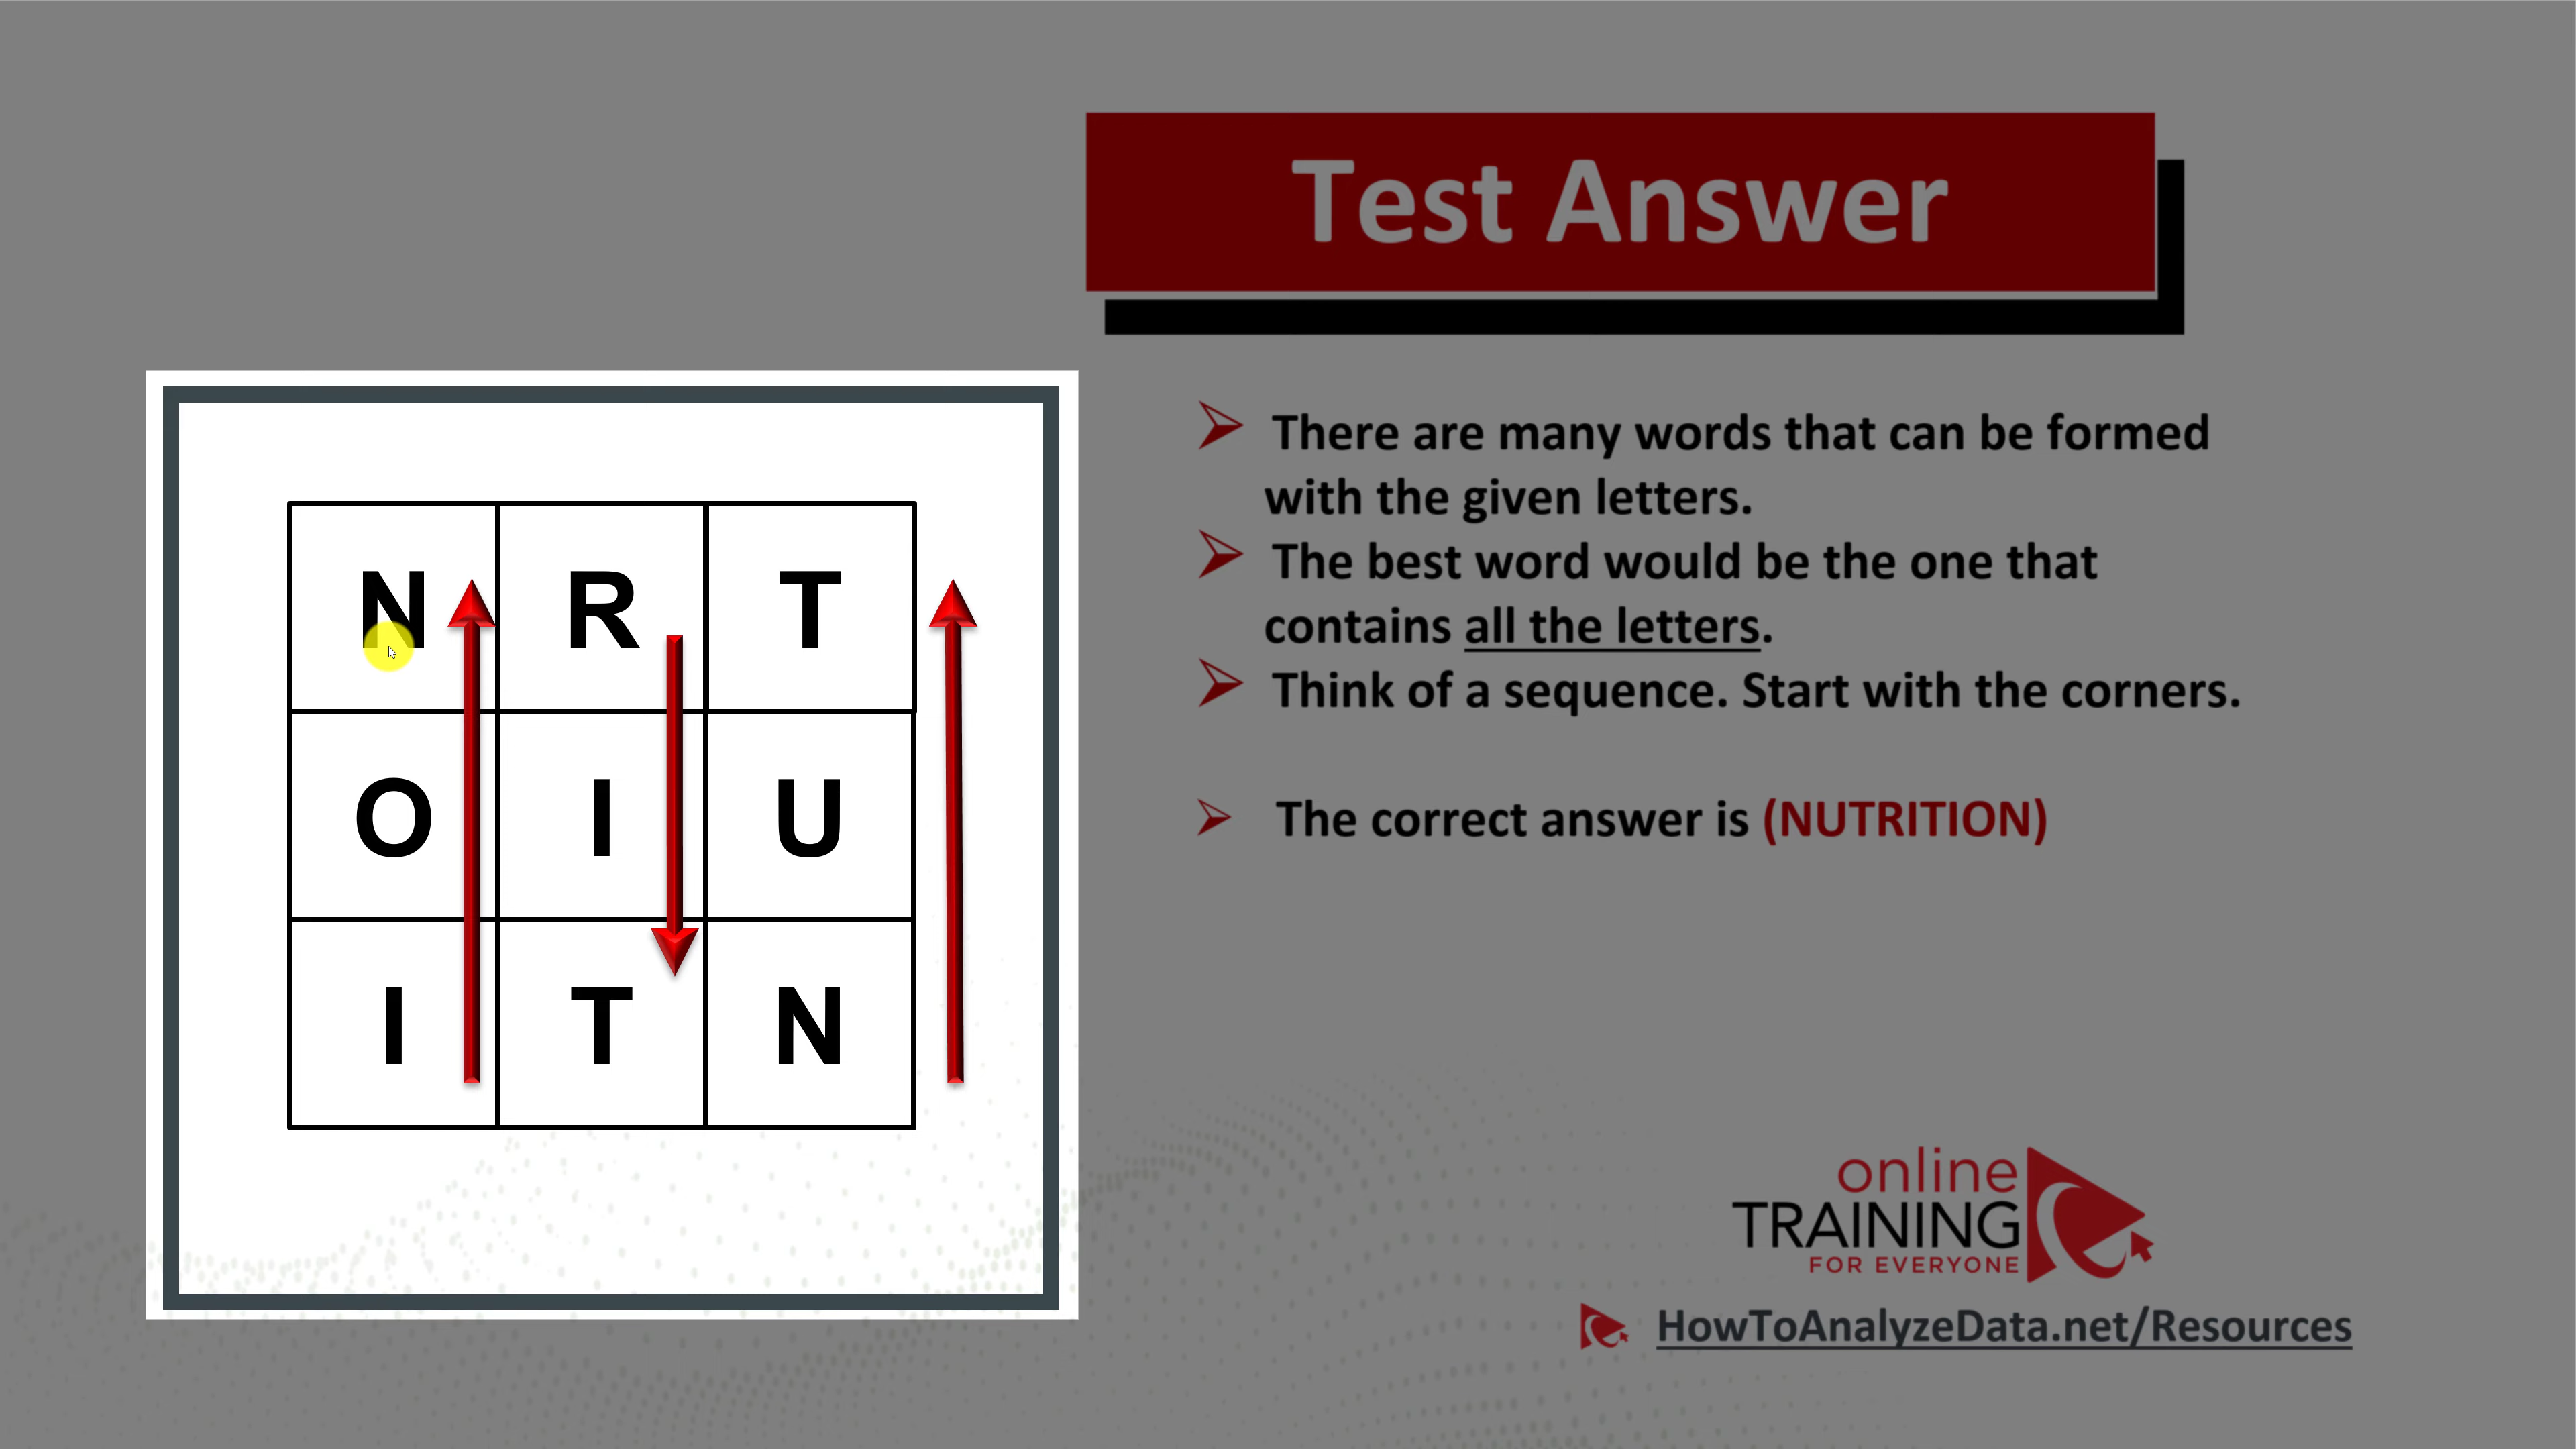 Test Answer
N R T
O I U
I T N
There are many words that can be formed
with the given letters.
The best word would be the one that
contains all the letters.
Think of a sequence. Start with the corners.
The correct answer is (NUTRITION)
online
TRAINING
FOR EVERYONE
HowToAnalyzeData.net/Resources